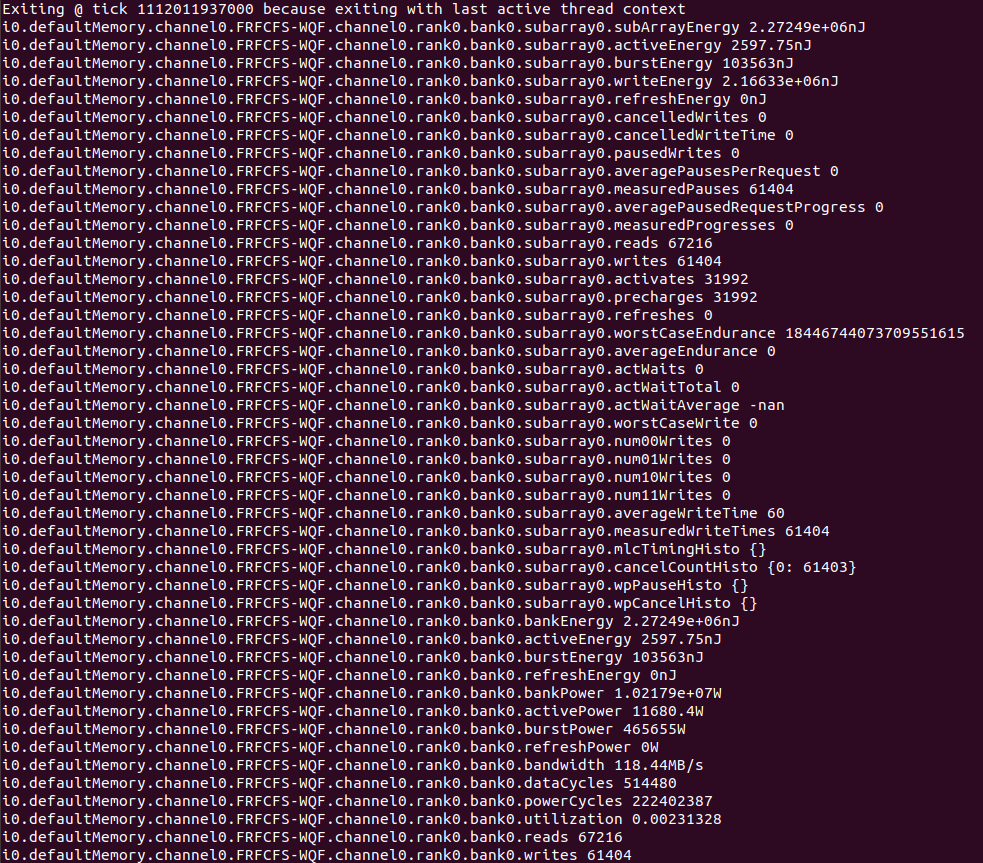 Exiting @ tick 1112011937000 because exiting with last active thread context
i0.defaultMemory.channel0.FRFCFS-WQF.channel0.rank0.bank0.subarray0.subArrayEnergy 2.27249e+06nJ
i0.defaultMemory.channel0.FRFCFS-WQF.channel0.rank0.bank0.subarray0.activeEnergy 2597.75nJ
i0.defaultMemory.channel0.FRFCFS-WQF.channel0.rank0.bank0.subarray0.burstEnergy 103563nJ
i0.defaultMemory.channel0.FRFCFS-WQF.channel0.rank0.bank0.subarray0.writeEnergy 2.16633e+06nJ
i0.defaultMemory.channel0.FRFCFS-WQF.channel0.rank0.bank0.subarray0.refreshEnergy 0nJ
i0.defaultMemory.channel0.FRFCFS-WQF.channel0.rank0.bank0.subarray0.cancelledWrites 0
i0.defaultMemory.channel0.FRFCFS-WQF.channel0.rank0.bank0.subarray0.cancelledWriteTime 0
i0.defaultMemory.channel0.FRFCFS-WQF.channel0.rank0.bank0.subarray0.pausedWrites 0
i0.defaultMemory.channel0.FRFCFS-WQF.channel0.rank0.bank0.subarray0.averagePausesPerRequest 0
i0.defaultMemory.channel0.FRFCFS-WQF.channel0.rank0.bank0.subarray0.measuredPauses 61404
i0.defaultMemory.channel0.FRFCFS-WQF.channel0.rank0.bank0.subarray0.averagePausedRequestProgress 0
i0.defaultMemory.channel0.FRFCFS-WQF.channel0.rank0.bank0.subarray0.measuredProgresses 0
i0.defaultMemory.channel0.FRFCFS-WQF.channel0.rank0.bank0.subarray0.reads 67216
i0.defaultMemory.channel0.FRFCFS-WQF.channel0.rank0.bank0.subarray0.writes 61404
i0.defaultMemory.channel0.FRFCFS-WQF.channel0.rank0.bank0.subarray0.activates 31992
i0.defaultMemory.channel0.FRFCFS-WQF.channel0.rank0.bank0.subarray0.precharges 31992
i0.defaultMemory.channel0.FRFCFS-WQF.channel0.rank0.bank0.subarray0.refreshes 0
i0.defaultMemory.channel0.FRFCFS-WQF.channel0.rank0.bank0.subarray0.worstCaseEndurance 18446744073709551615
i0.defaultMemory.channel0.FRFCFS-WQF.channel0.rank0.bank0.subarray0.averageEndurance 0
i0.defaultMemory.channel0.FRFCFS-WQF.channel0.rank0.bank0.subarray0.actWaits 0
i0.defaultMemory.channel0.FRFCFS-WQF.channel0.rank0.bank0.subarray0.actWaitTotal 0
i0.defaultMemory.channel0.FRFCFS-WQF.channel0.rank0.bank0.subarray0.actWaitAverage -nan
i0.defaultMemory.channel0.FRFCFS-WQF.channel0.rank0.bank0.subarray0.worstCaseWrite 0
i0.defaultMemory.channel0.FRFCFS-WQF.channel0.rank0.bank0.subarray0.num00Writes 0
i0.defaultMemory.channel0.FRFCFS-WQF.channel0.rank0.bank0.subarray0.num01Writes 0
i0.defaultMemory.channel0.FRFCFS-WQF.channel0.rank0.bank0.subarray0.num10Writes 0
i0.defaultMemory.channel0.FRFCFS-WQF.channel0.rank0.bank0.subarray0.num11Writes 0
i0.defaultMemory.channel0.FRFCFS-WQF.channel0.rank0.bank0.subarray0.averageWriteTime 60
i0.defaultMemory.channel0.FRFCFS-WQF.channel0.rank0.bank0.subarray0.measuredWriteTimes 61404
i0.defaultMemory.channel0.FRFCFS-WQF.channel0.rank0.bank0.subarray0.mlcTimingHisto {}
i0.defaultMemory.channel0.FRFCFS-WQF.channel0.rank0.bank0.subarray0.cancelCountHisto {0: 61403}
i0.defaultMemory.channel0.FRFCFS-WQF.channel0.rank0.bank0.subarray0.wpPauseHisto {}
i0.defaultMemory.channel0.FRFCFS-WQF.channel0.rank0.bank0.subarray0.wpCancelHisto {}
i0.defaultMemory.channel0.FRFCFS-WQF.channel0.rank0.bank0.bankEnergy 2.27249e+06nJ
i0.defaultMemory.channel0.FRFCFS-WQF.channel0.rank0.bank0.activeEnergy 2597.75nJ
i0.defaultMemory.channel0.FRFCFS-WQF.channel0.rank0.bank0.burstEnergy 103563nJ
i0.defaultMemory.channel0.FRFCFS-WQF.channel0.rank0.bank0.refreshEnergy 0nJ
i0.defaultMemory.channel0.FRFCFS-WQF.channel0.rank0.bank0.bankPower 1.02179e+07W
i0.defaultMemory.channel0.FRFCFS-WQF.channel0.rank0.bank0.activePower 11680.4W
i0.defaultMemory.channel0.FRFCFS-WQF.channel0.rank0.bank0.burstPower 465655W
i0.defaultMemory.channel0.FRFCFS-WQF.channel0.rank0.bank0.refreshPower 0W
i0.defaultMemory.channel0.FRFCFS-WQF.channel0.rank0.bank0.bandwidth 118.44MB/s
i0.defaultMemory.channel0.FRFCFS-WQF.channel0.rank0.bank0.dataCycles 514480
i0.defaultMemory.channel0.FRFCFS-WQF.channel0.rank0.bank0.powerCycles 222402387
i0.defaultMemory.channel0.FRFCFS-WQF.channel0.rank0.bank0.utilization 0.00231328
i0.defaultMemory.channel0.FRFCFS-WQF.channel0.rank0.bank0.reads 67216
i0.defaultMemory.channel0.FRFCFS-WQF.channel0.rank0.bank0.writes 61404